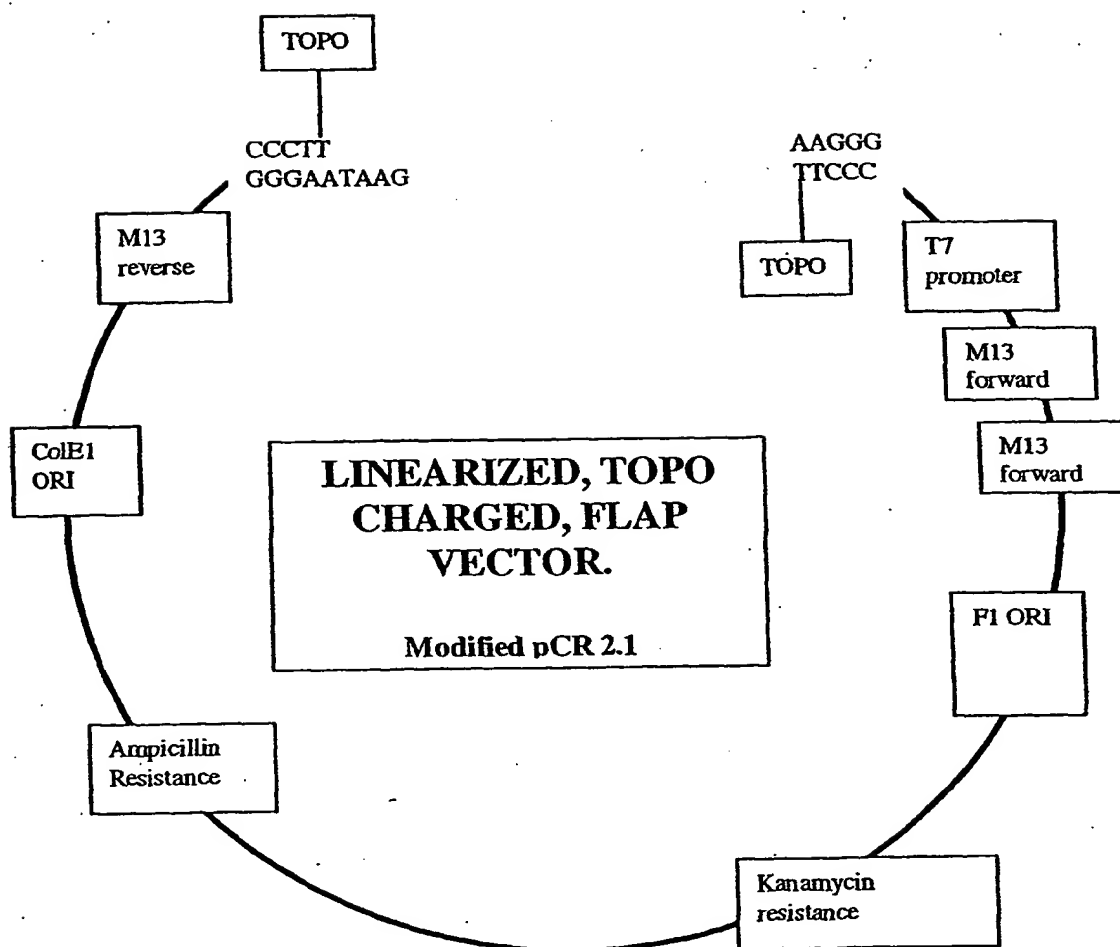 TOPO
CCCTT
GGGAATAAG
AAGGG
TTCCC
TOPO
M13
reverse
T7
promoter
M13
forward
M13
forward
ColE1
ORI
LINEARIZED, TOPO
CHARGED, FLAP
VECTOR.
Modified pCR 2.1
F1 ORI
Ampicillin
Resistance
Kanamycin
resistance